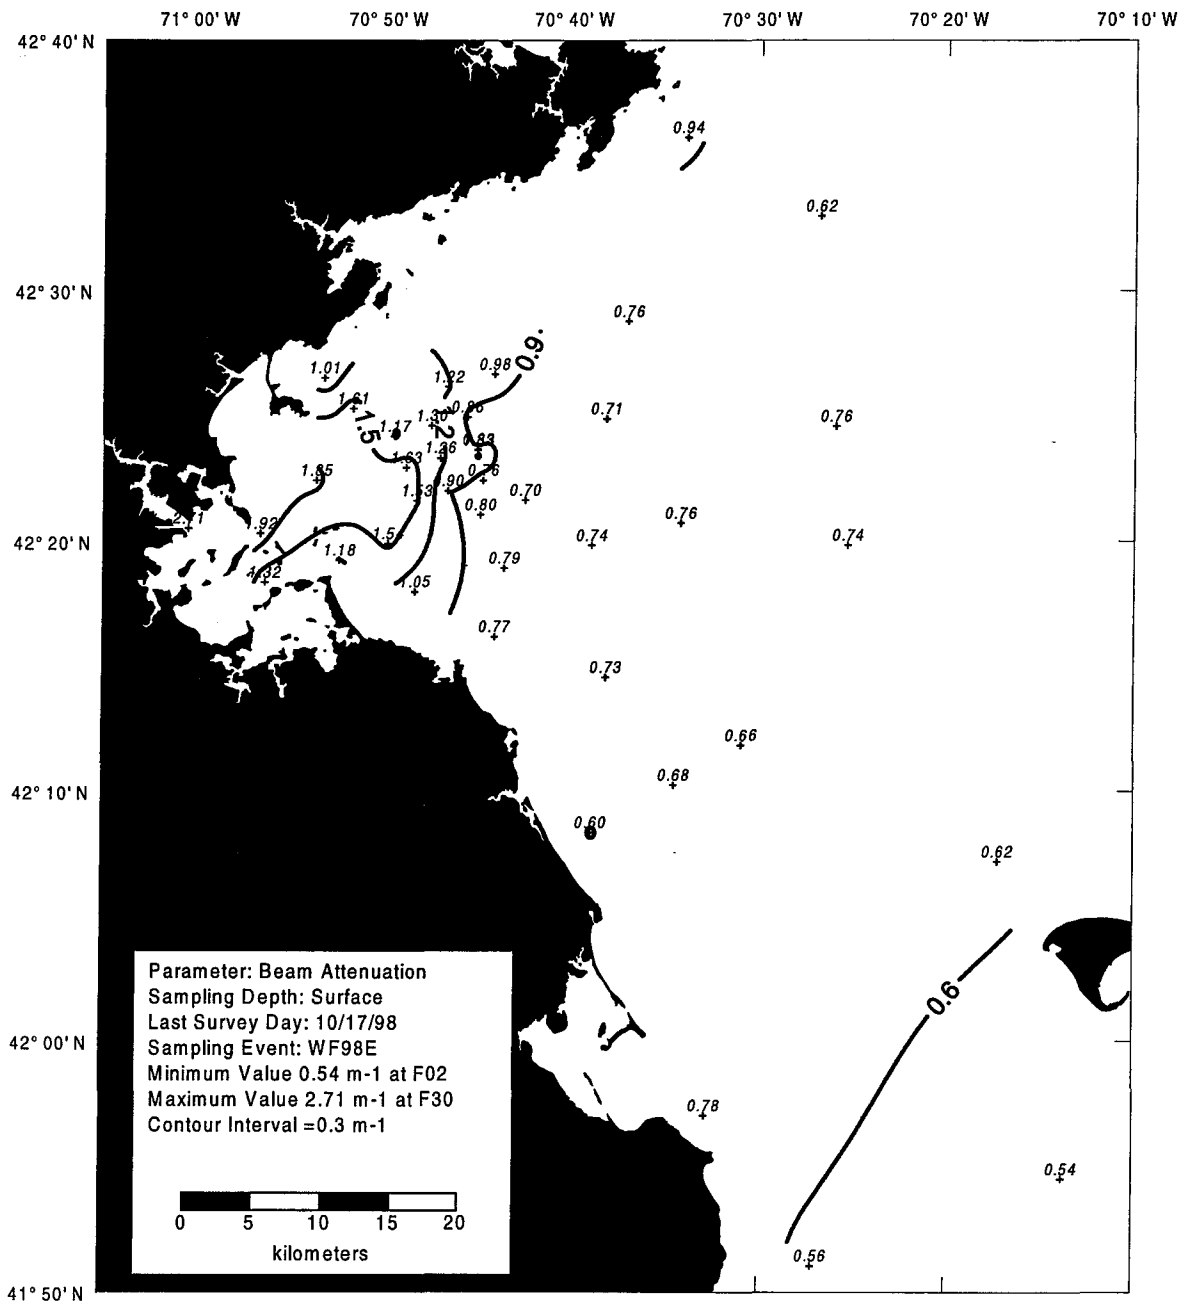 71° 00' W 70° 50' W 70° 40' W 70° 30' W 70° 20' W 70° 10' W
42° 40' N
0.94
0.62
42° 30' N
0.76
0.9
0.98
1.01
1.22
0.71
0.76
1.5
1.30
1.17
0.83
1.26
1.63
0.76
1.85
0.70
1.53
0.80
0.76
2.71
1.92
42° 20' N
0.74
0.74
1.18
0.79
1.32
1.05
0.77
0.73
0.66
0.68
42° 10' N
0.60
0.62
Parameter: Beam Attenuation
Sampling Depth: Surface
Last Survey Day: 10/17/98
Sampling Event: WF98E
Minimum Value 0.54 m-1 at F02
Maximum Value 2.71 m-1 at F30
Contour Interval =0.3 m-1
0 5 10 15 20
kilometers
0.6
42° 00' N
0.78
0.54
0.56
41° 50' N